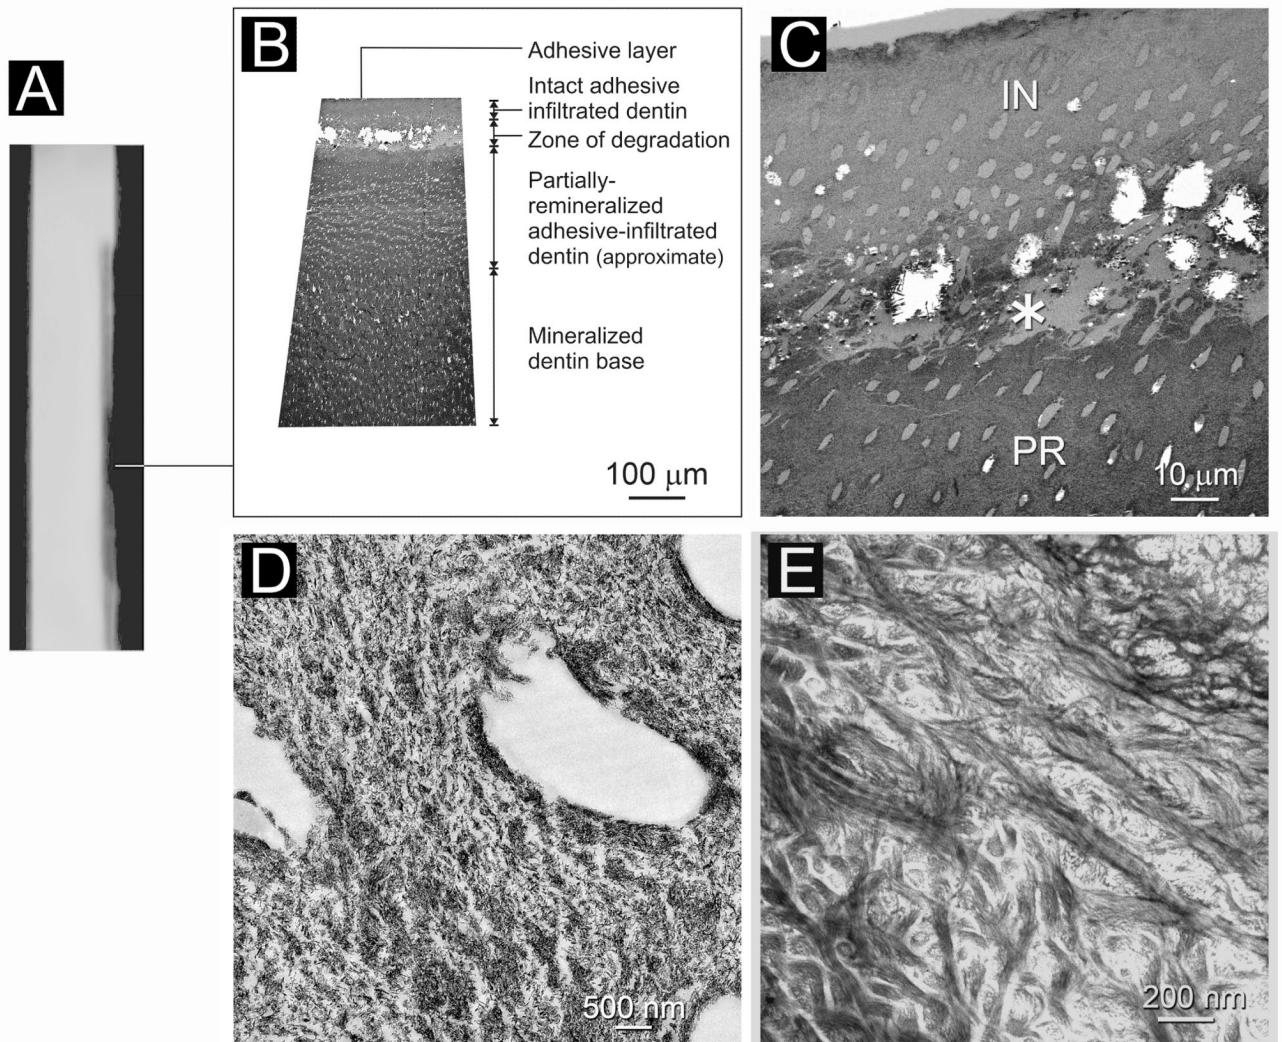 A
B
Adhesive layer
Intact adhesive
infiltrated dentin
Zone of degradation
Partially-
remineralized
adhesive-infiltrated
dentin (approximate)
Mineralized
dentin base
100 μm
C
IN
*
PR
10 μm
D
500 nm
E
200 nm